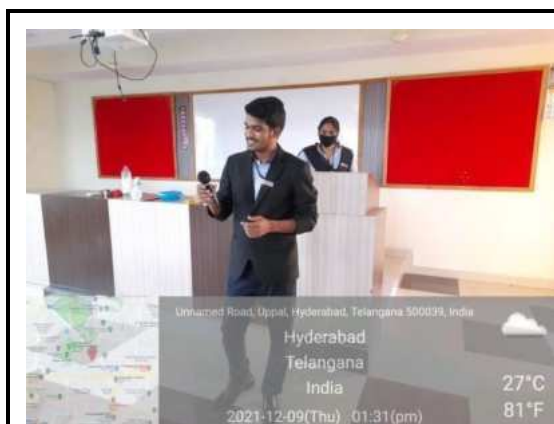 Unnamed Road, Uppal, Hyderabad, Telangana 500039, India
Hyderabad
Telangana
India
27°C
2021-12-09(Thu) 01:31(pm)
81°F